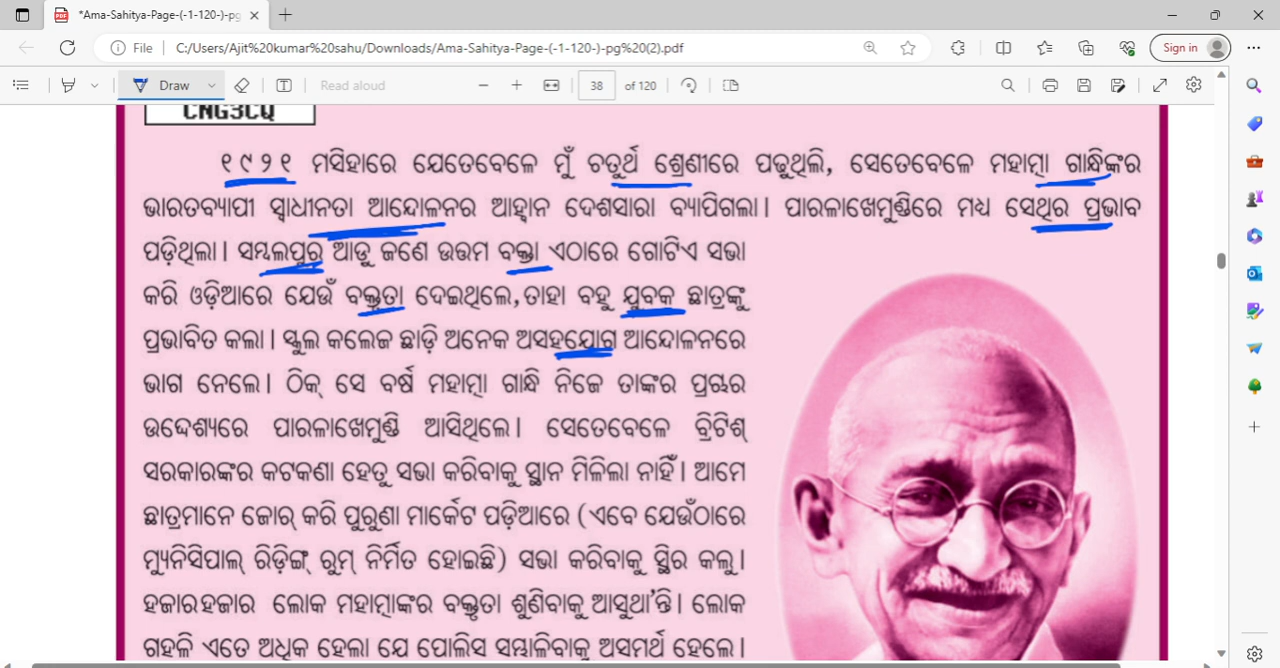 *Ama-Sahitya-Page-(-1-120-)-pg
File
C:/Users/Ajit%20kumar%20sahu/Downloads/Ama-Sahitya-Page-(-1-120-)-pg%20(2).pdf
Sign in
Draw
Read aloud
38 of 120
CNG3CQ
୧୯୨୧ ମସିହାରେ ଯେତେବେଳେ ମୁଁ ଚତୁର୍ଥ ଶ୍ରେଣୀରେ ପଢୁଥିଲି, ସେତେବେଳେ ମହାତ୍ମା ଗାନ୍ଧିଙ୍କର
ଭାରତବ୍ୟାପୀ ସ୍ୱାଧୀନତା ଆନ୍ଦୋଳନର ଆହ୍ୱାନ ଦେଶସାରା ବ୍ୟାପିଗଲା। ପାରଳାଖେମୁଣ୍ଡିରେ ମଧ୍ୟ ସେଥିର ପ୍ରଭାବ
ପଡ଼ିଥିଲା। ସମ୍ୱଲପୁର ଆଡୁ ଜଣେ ଉତ୍ତମ ବକ୍ତା ଏଠାରେ ଗୋଟିଏ ସଭା
କରି ଓଡ଼ିଆରେ ଯେଉଁ ବକ୍ତୃତା ଦେଇଥିଲେ, ତାହା ବହୁ ଯୁବକ ଛାତ୍ରଙ୍କୁ
ପ୍ରଭାବିତ କଲା। ସ୍କୁଲ କଲେଜ ଛାଡ଼ି ଅନେକ ଅସହଯୋଗ ଆନ୍ଦୋଳନରେ
ଭାଗ ନେଲେ। ଠିକ୍ ସେ ବର୍ଷ ମହାତ୍ମା ଗାନ୍ଧି ନିଜେ ତାଙ୍କର ପ୍ରଚ୍ଚର
ଉଦ୍ଦେଶ୍ୟରେ ପାରଳାଖେମୁଣ୍ଡି ଆସିଥିଲେ। ସେତେବେଳେ ବ୍ରିଟିଶ୍
ସରକାରଙ୍କର କଟକଣା ହେତୁ ସଭା କରିବାକୁ ସ୍ଥାନ ମିଳିଲା ନାହିଁ। ଆମେ
ଛାତ୍ରମାନେ ଜୋର୍ କରି ପୁରୁଣା ମାର୍କେଟ ପଡ଼ିଆରେ (ଏବେ ଯେଉଁଠାରେ
ମ୍ୟୁନିସିପାଲ୍ ରିଡ଼ିଙ୍ଗ୍ ରୁମ୍ ନିର୍ମିତ ହୋଇଛି) ସଭା କରିବାକୁ ସ୍ଥିର କଲୁ।
ହଜାର ହଜାର ଲୋକ ମହାତ୍ମାଙ୍କର ବକ୍ତୃତା ଶୁଣିବାକୁ ଆସୁଥା'ନ୍ତି। ଲୋକ
ଗହଳି ଏତେ ଅଧିକ ହେଲା ଯେ ପୋଲିସ ସମ୍ଭାଳିବାକୁ ଅସମର୍ଥ ହେଲେ।